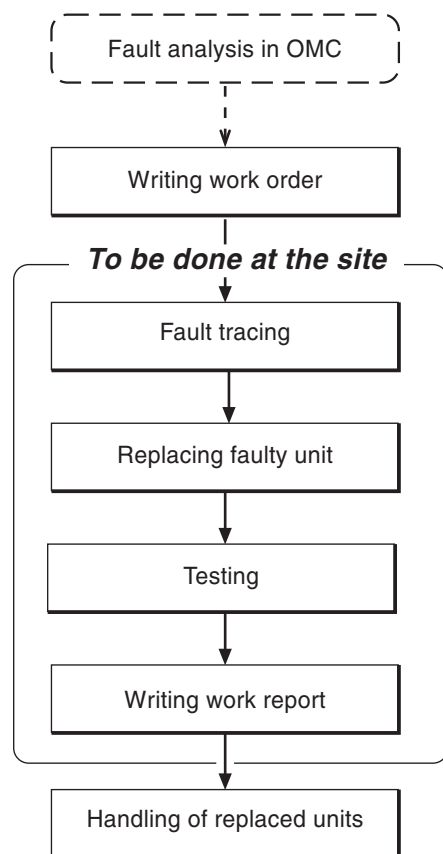 Fault analysis in OMC
Writing work order
To be done at the site
Fault tracing
Replacing faulty unit
Testing
Writing work report
Handling of replaced units